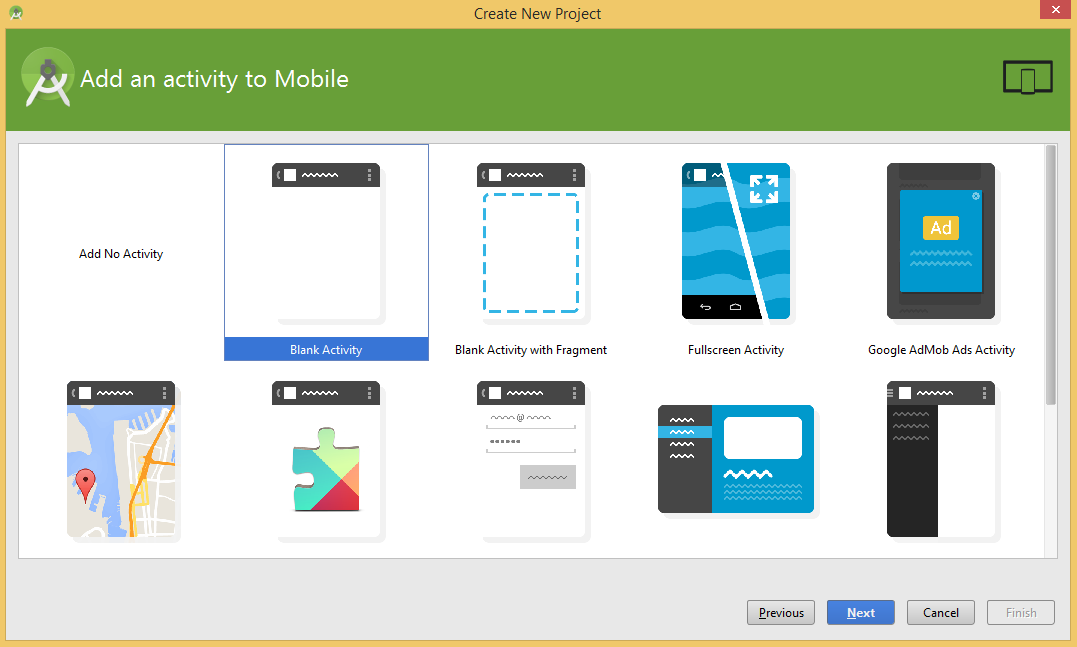 Create New Project
Add an activity to Mobile
Add No Activity
Ad
Blank Activity
Blank Activity with Fragment
Fullscreen Activity
Google AdMob Ads Activity
@
Previous
Next
Cancel
Finish